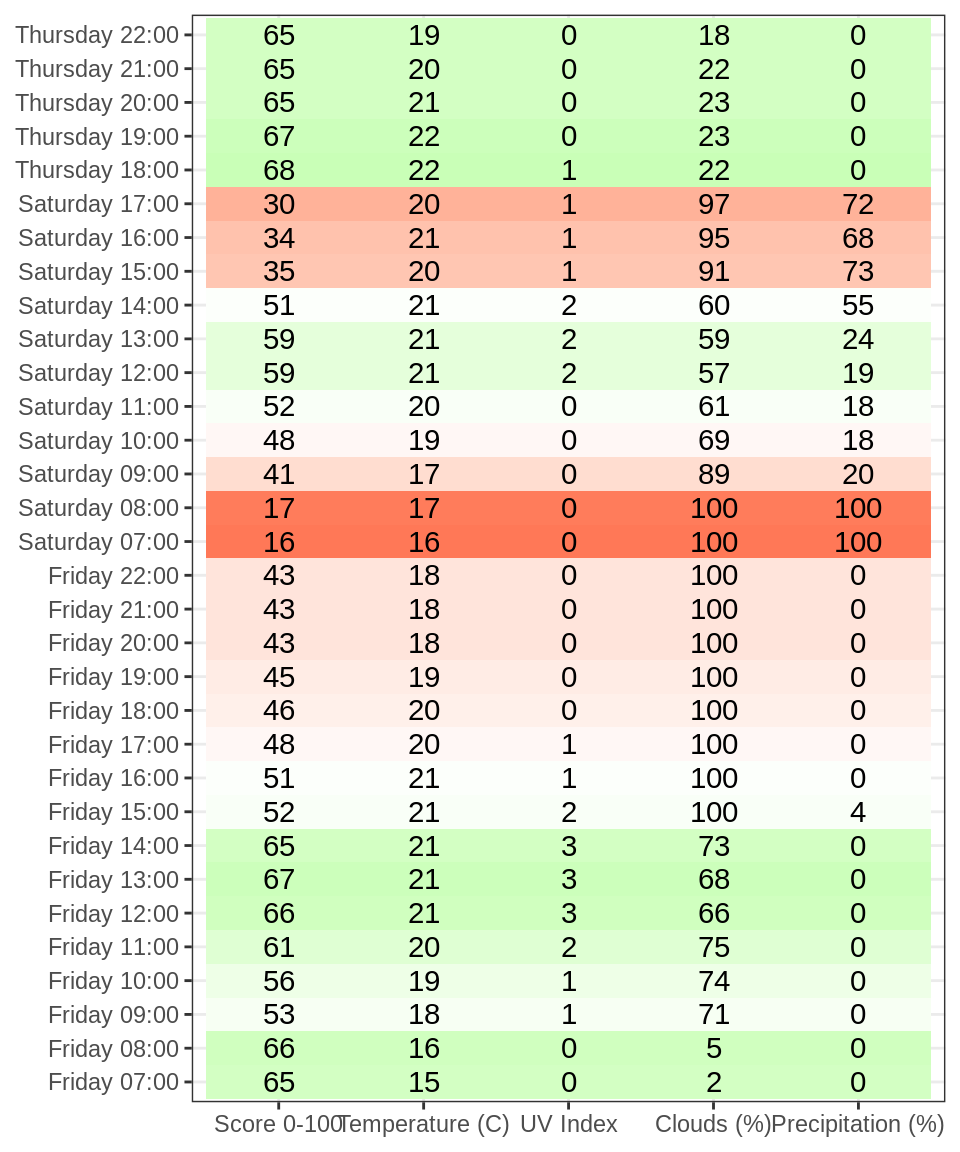 Thursday 22:00 65 19 0 18 0
Thursday 21:00 65 20 0 22 0
Thursday 20:00 65 21 0 23 0
Thursday 19:00 67 22 0 23 0
Thursday 18:00 68 22 1 22 0
Saturday 17:00 30 20 1 97 72
Saturday 16:00 34 21 1 95 68
Saturday 15:00 35 20 1 91 73
Saturday 14:00 51 21 2 60 55
Saturday 13:00 59 21 2 59 24
Saturday 12:00 59 21 2 57 19
Saturday 11:00 52 20 0 61 18
Saturday 10:00 48 19 0 69 18
Saturday 09:00 41 17 0 89 20
Saturday 08:00 17 17 0 100 100
Saturday 07:00 16 16 0 100 100
Friday 22:00 43 18 0 100 0
Friday 21:00 43 18 0 100 0
Friday 20:00 43 18 0 100 0
Friday 19:00 45 19 0 100 0
Friday 18:00 46 20 0 100 0
Friday 17:00 48 20 1 100 0
Friday 16:00 51 21 1 100 0
Friday 15:00 52 21 2 100 4
Friday 14:00 65 21 3 73 0
Friday 13:00 67 21 3 68 0
Friday 12:00 66 21 3 66 0
Friday 11:00 61 20 2 75 0
Friday 10:00 56 19 1 74 0
Friday 09:00 53 18 1 71 0
Friday 08:00 66 16 0 5 0
Friday 07:00 65 15 0 2 0
Score 0-100 Temperature (C) UV Index Clouds (%) Precipitation (%)